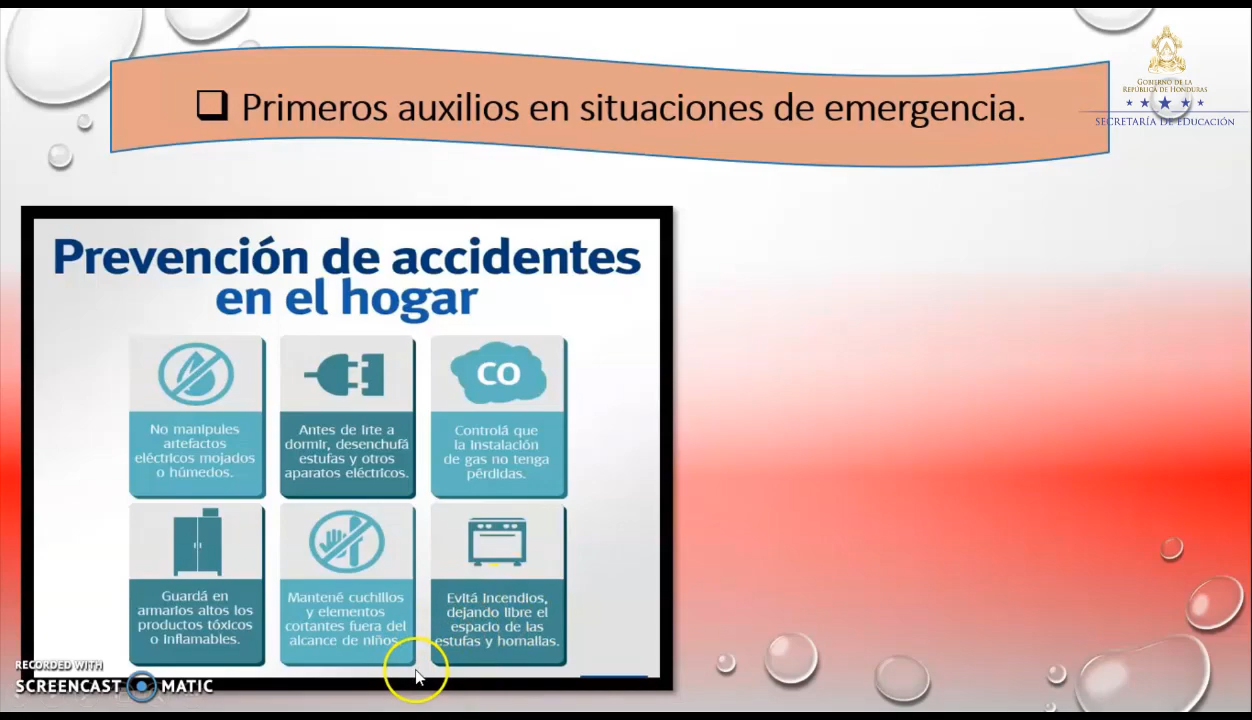 ❑ Primeros auxilios en situaciones de emergencia.
GOBIERNO DE LA
REPÚBLICA DE HONDURAS
SECRETARÍA DE EDUCACIÓN
Prevención de accidentes
en el hogar
No manipules
artefactos
eléctricos mojados
o húmedos.
Antes de irte a
dormir, desenchufá
estufas y otros
aparatos eléctricos.
CO
Controlá que
la instalación
de gas no tenga
pérdidas.
Guardá en
armarios altos los
productos tóxicos
o inflamables.
Mantené cuchillos
y elementos
cortantes fuera del
alcance de niños.
Evitá incendios,
dejando libre el
espacio de las
estufas y hornallas.
RECORDED WITH
SCREENCAST MATIC